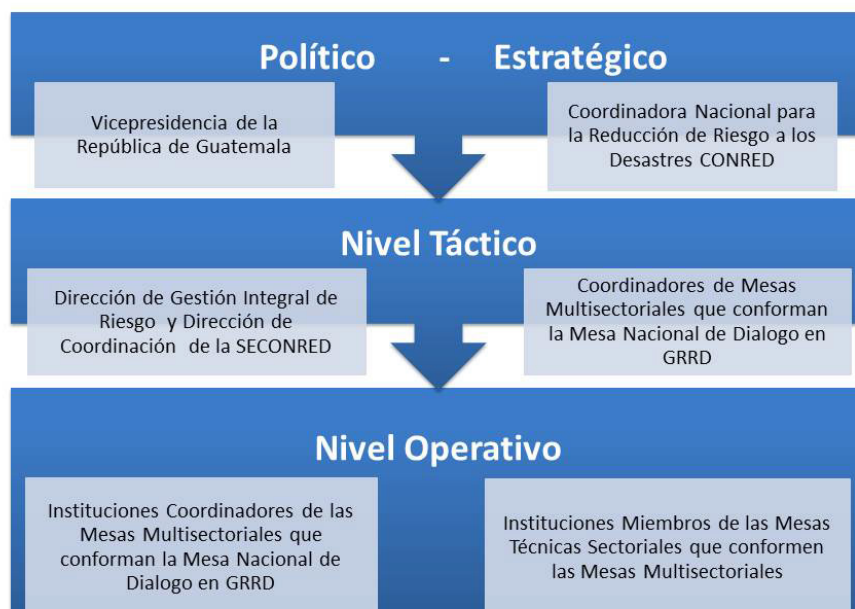 Político - Estratégico
Vicepresidencia de la
República de Guatemala
Coordinadora Nacional para
la Reducción de Riesgo a los
Desastres CONRED
Nivel Táctico
Dirección de Gestión Integral de
Riesgo y Dirección de
Coordinación de la SECONRED
Coordinadores de Mesas
Multisectoriales que conforman
la Mesa Nacional de Dialogo en
GRRD
Nivel Operativo
Instituciones Coordinadores de las
Mesas Multisectoriales que
conforman la Mesa Nacional de
Dialogo en GRRD
Instituciones Miembros de las Mesas
Técnicas Sectoriales que conformen
las Mesas Multisectoriales